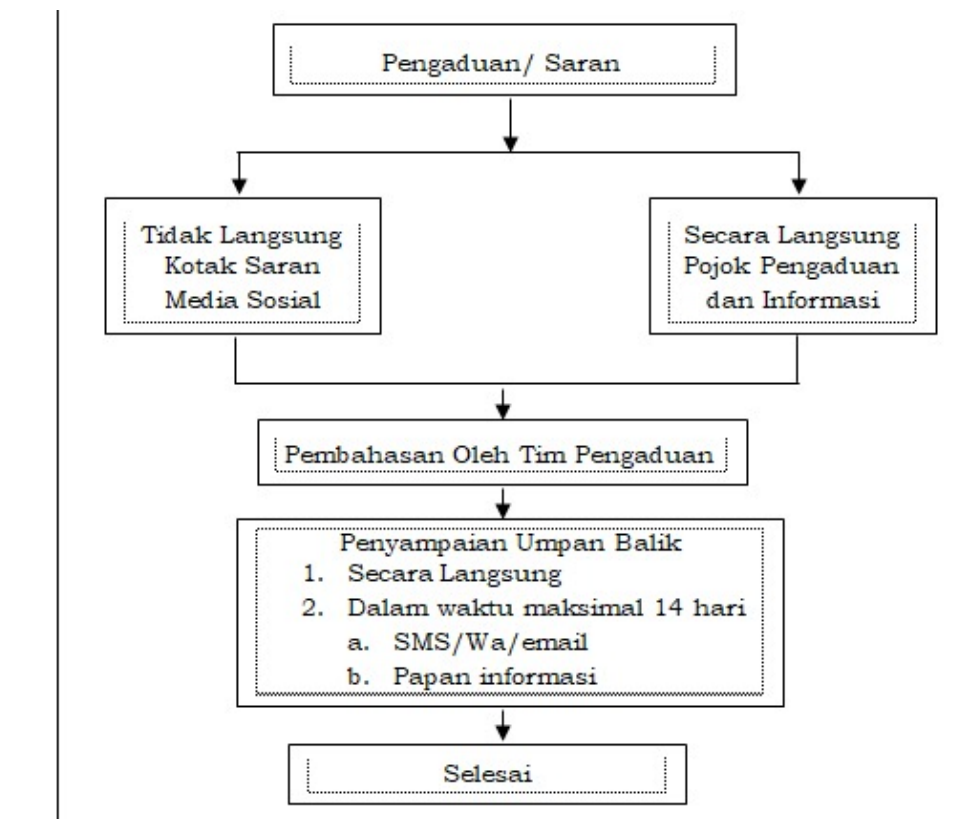 Pengaduan/ Saran
Tidak Langsung
Kotak Saran
Media Sosial
Secara Langsung
Pojok Pengaduan
dan Informasi
Pembahasan Oleh Tim Pengaduan
Penyampaian Umpan Balik
1. Secara Langsung
2. Dalam waktu maksimal 14 hari
a. SMS/Wa/email
b. Papan informasi
Selesai